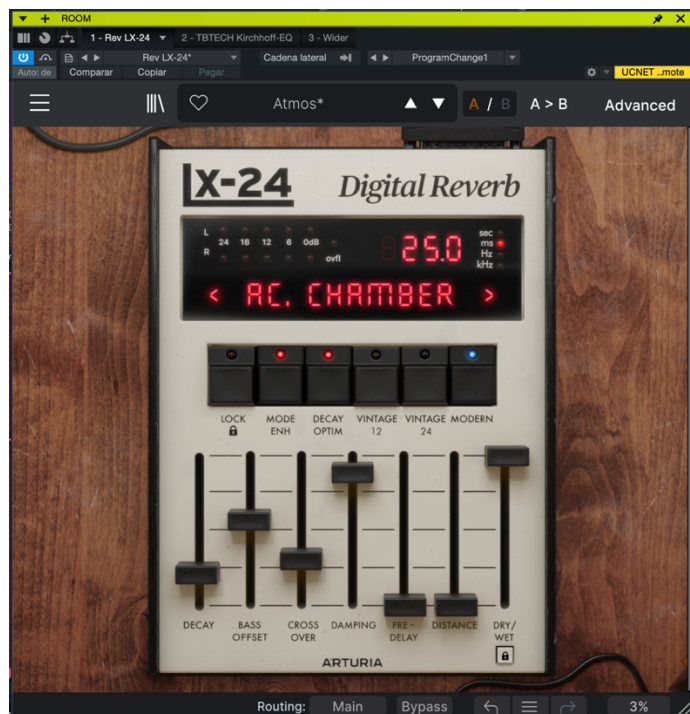 ROOM
1 - Rev LX-24 2 - TBTECH Kirchhoff-EQ 3 - Wider
Rev LX-24* Cadena lateral ProgramChange1
Auto: de Comparar Copiar Pegar UCNET ..mote
Atmos* A / B A > B Advanced
LX-24 Digital Reverb
L 24 18 12 6 0dB 25.0 sec
R ovfl ms
Hz
kHz
< AC. CHAMBER >
LOCK MODE ENH DECAY OPTIM VINTAGE 12 VINTAGE 24 MODERN
DECAY BASS OFFSET CROSS OVER DAMPING PRE-DELAY DISTANCE DRY/WET
ARTURIA
Routing: Main Bypass 3%